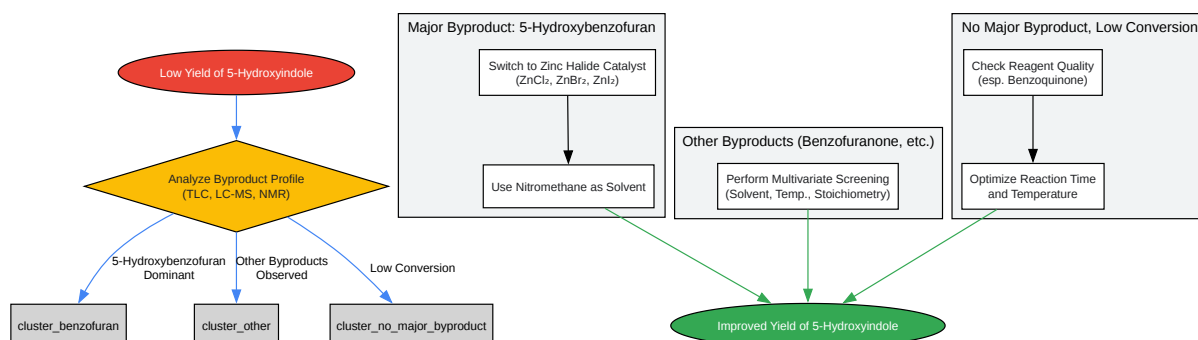 Low Yield of 5-Hydroxyindole
Analyze Byproduct Profile
(TLC, LC-MS, NMR)
5-Hydroxybenzofuran
Dominant
Other Byproducts
Observed
Low Conversion
cluster_benzofuran
cluster_other
cluster_no_major_byproduct
Major Byproduct: 5-Hydroxybenzofuran
Switch to Zinc Halide Catalyst
(ZnCl₂, ZnBr₂, ZnI₂)
Use Nitromethane as Solvent
Other Byproducts (Benzofuranone, etc.)
Perform Multivariate Screening
(Solvent, Temp., Stoichiometry)
No Major Byproduct, Low Conversion
Check Reagent Quality
(esp. Benzoquinone)
Optimize Reaction Time
and Temperature
Improved Yield of 5-Hydroxyindole